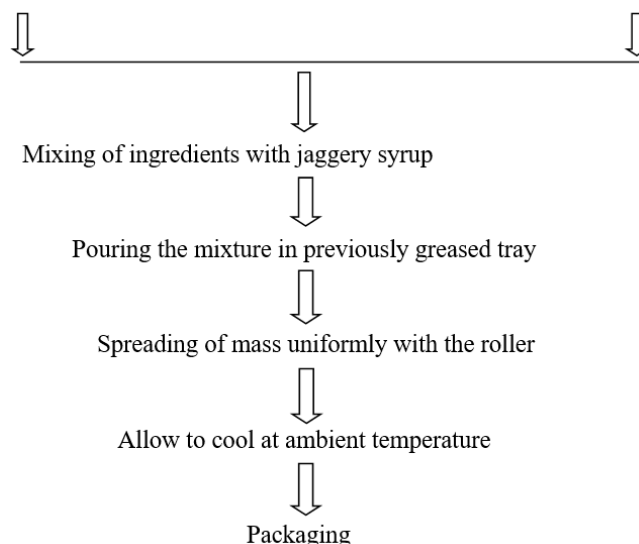 Mixing of ingredients with jaggery syrup
Pouring the mixture in previously greased tray
Spreading of mass uniformly with the roller
Allow to cool at ambient temperature
Packaging